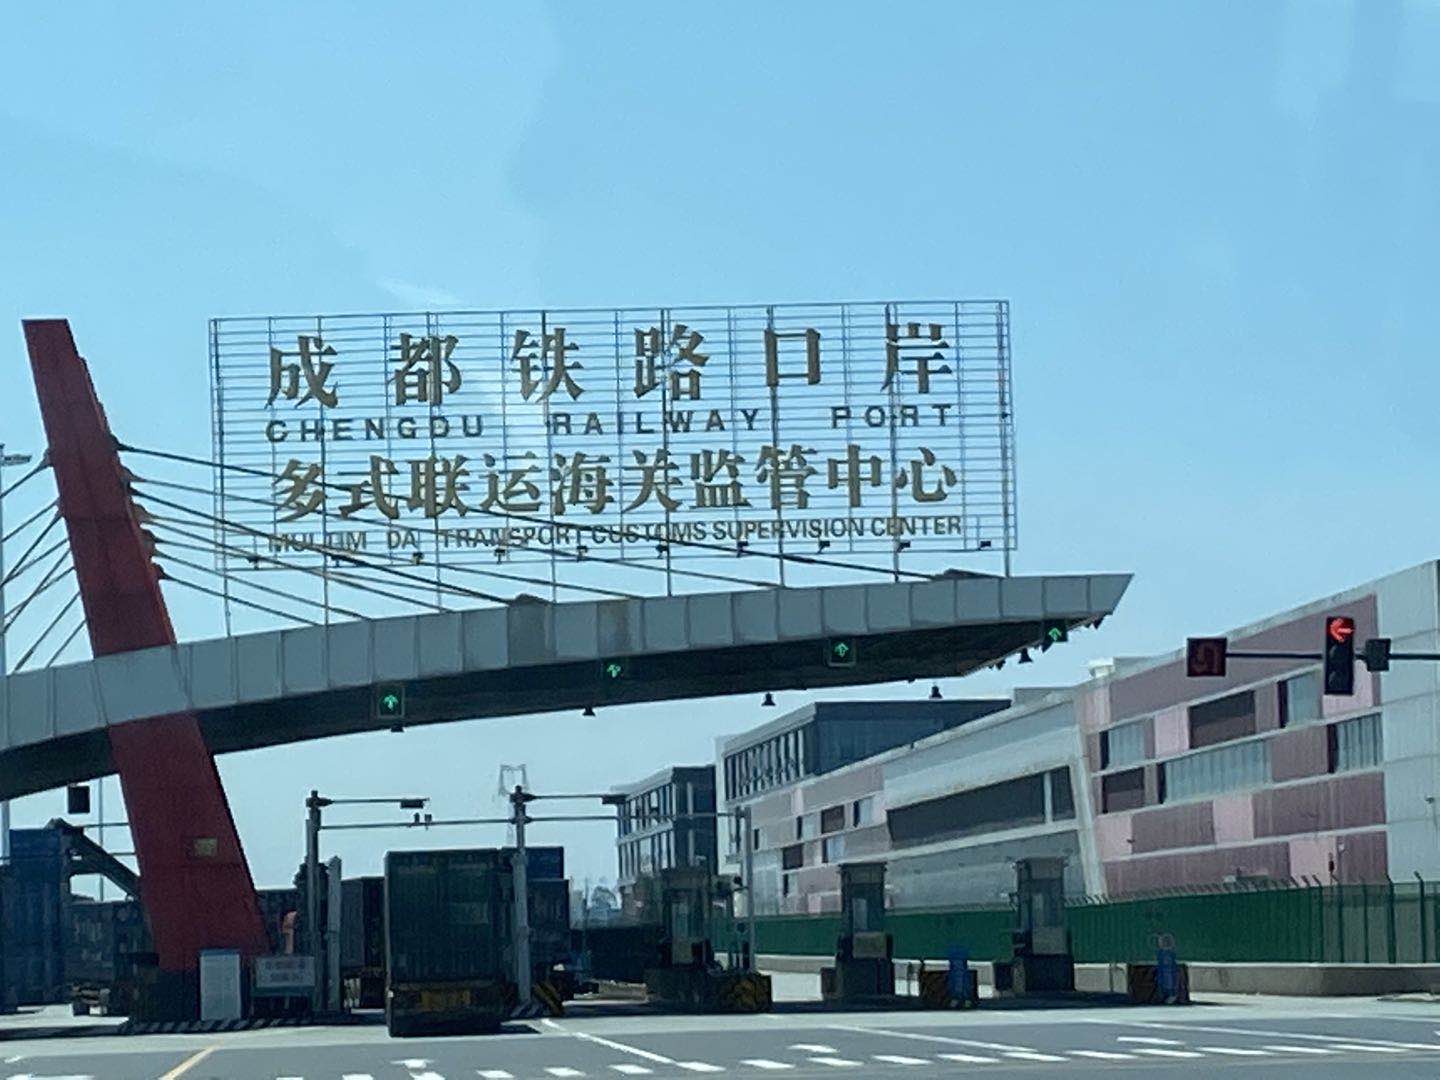 成都铁路口岸
CHENGDU RAILWAY PORT
多式联运海关监管中心
MULTIM DA TRANSPORT CUSTOMS SUPERVISION CENTER